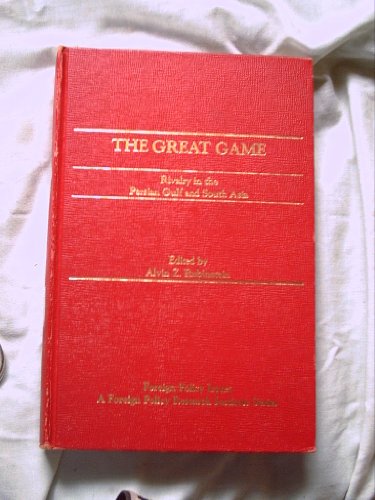 THE GREAT GAME
Rivalry in the
Persian Gulf and South Asia
Edited by
Alvin Z. Rubinstein
Foreign Policy Issues
A Foreign Policy Research Institute Series